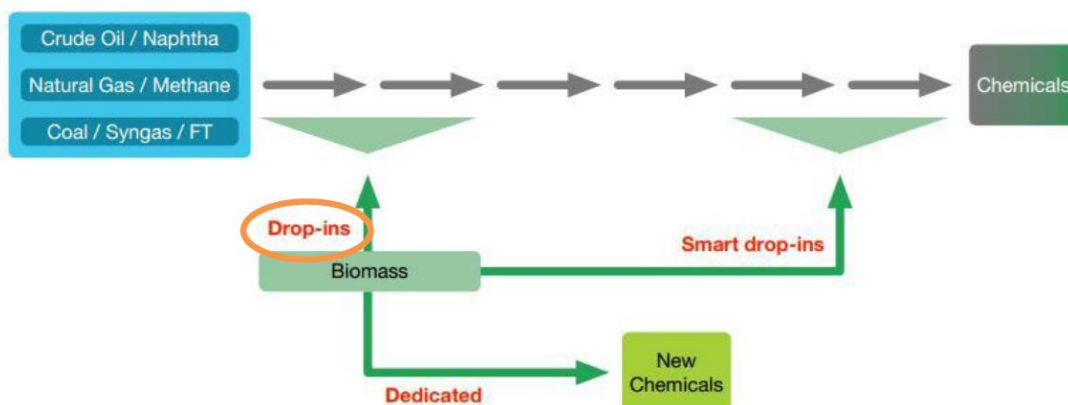 Crude Oil / Naphtha
Natural Gas / Methane
Coal / Syngas / FT
Chemicals
Drop-ins
Smart drop-ins
Biomass
New
Chemicals
Dedicated